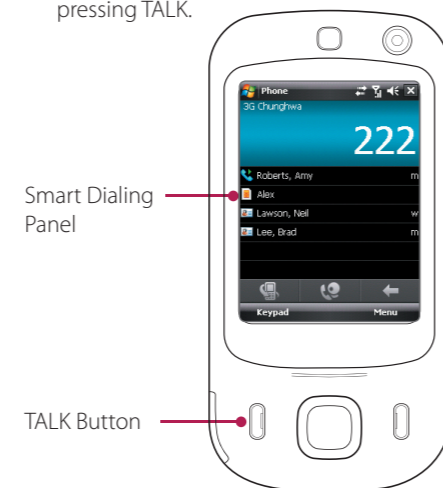 pressing TALK.
Phone
3G Chunghwa
222
Roberts, Amy m
Alex
Lawson, Neil w
Lee, Brad m
Smart Dialing
Panel
Keypad Menu
TALK Button